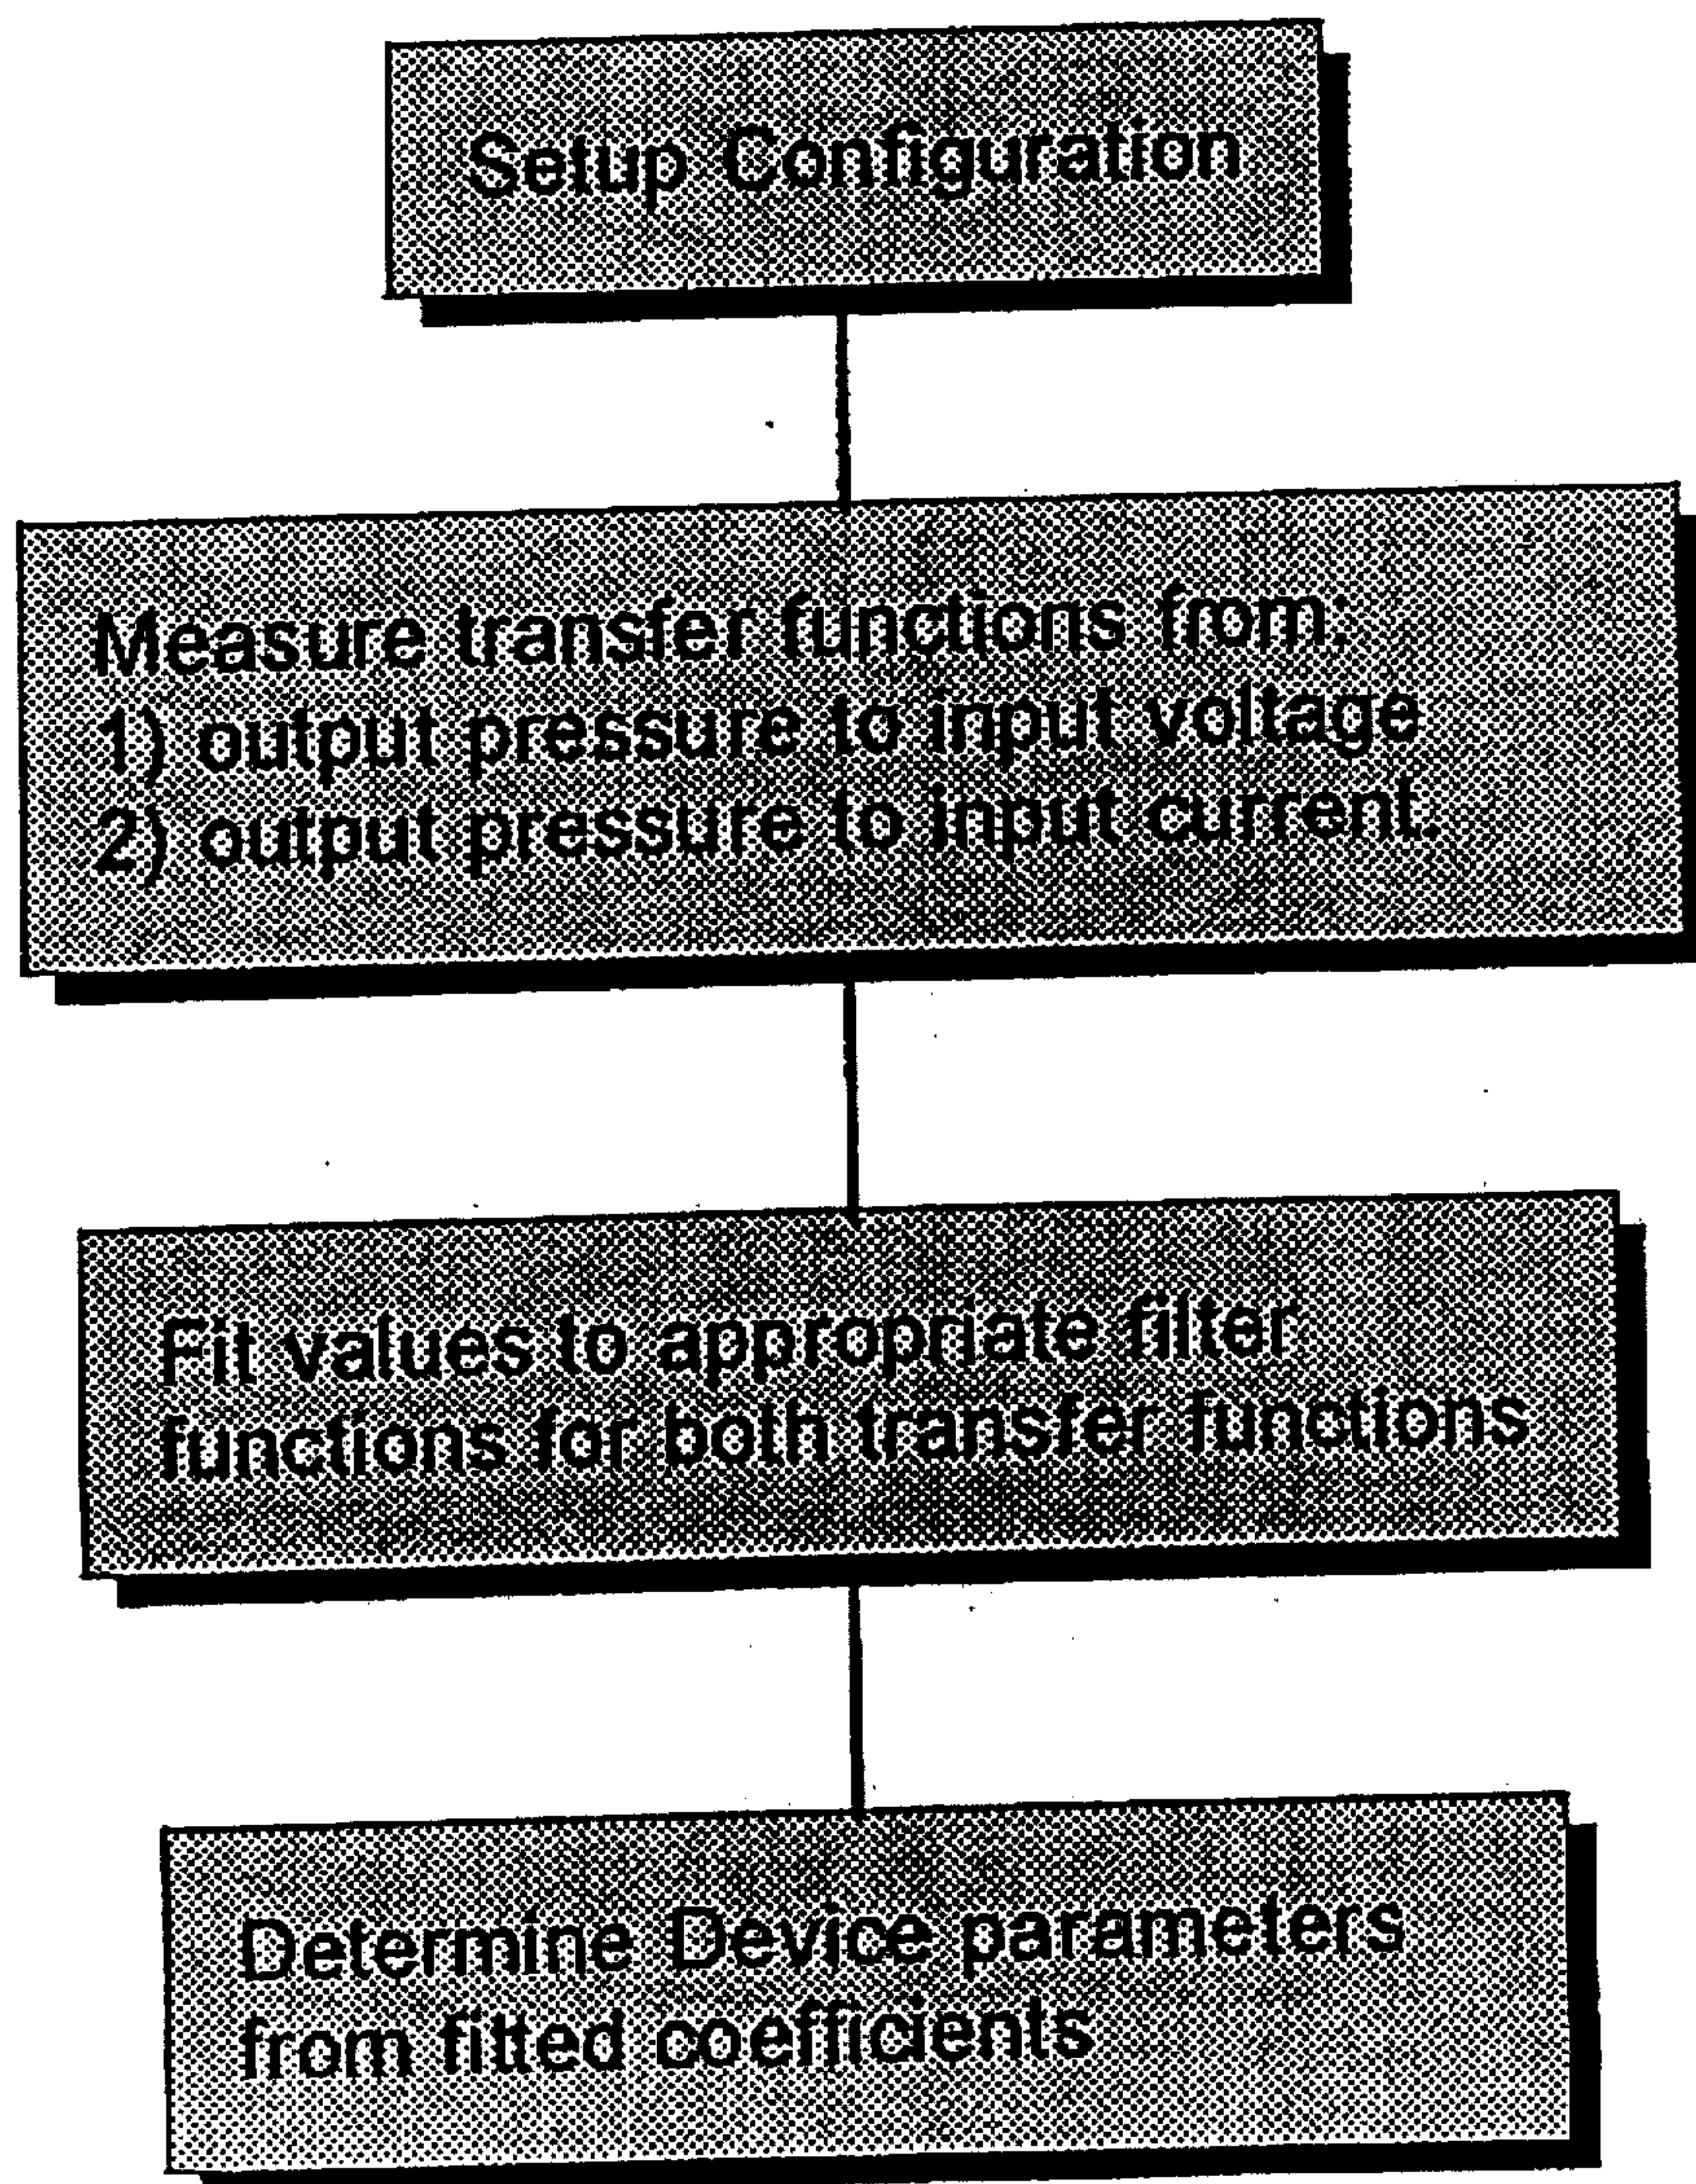 Setup Configuration
Measure transfer functions from:
1) output pressure to input voltage
2) output pressure to input current.
Fit values to appropriate filter
functions for both transfer functions
Determine Device parameters
from fitted coefficients